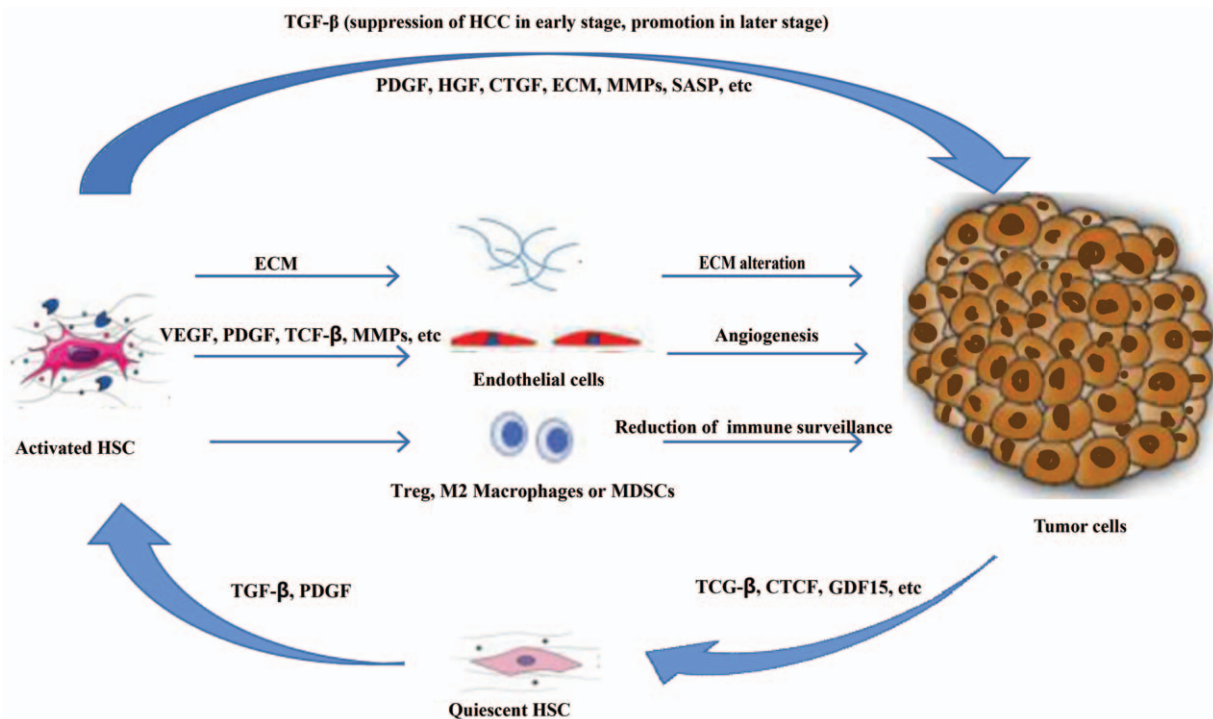 TGF-β (suppression of HCC in early stage, promotion in later stage)
PDGF, HGF, CTGF, ECM, MMPs, SASP, etc
ECM
ECM alteration
VEGF, PDGF, TCF-β, MMPs, etc
Angiogenesis
Endothelial cells
Activated HSC
Reduction of immune surveillance
Treg, M2 Macrophages or MDSCs
Tumor cells
TGF-β, PDGF
TCG-β, CTCF, GDF15, etc
Quiescent HSC